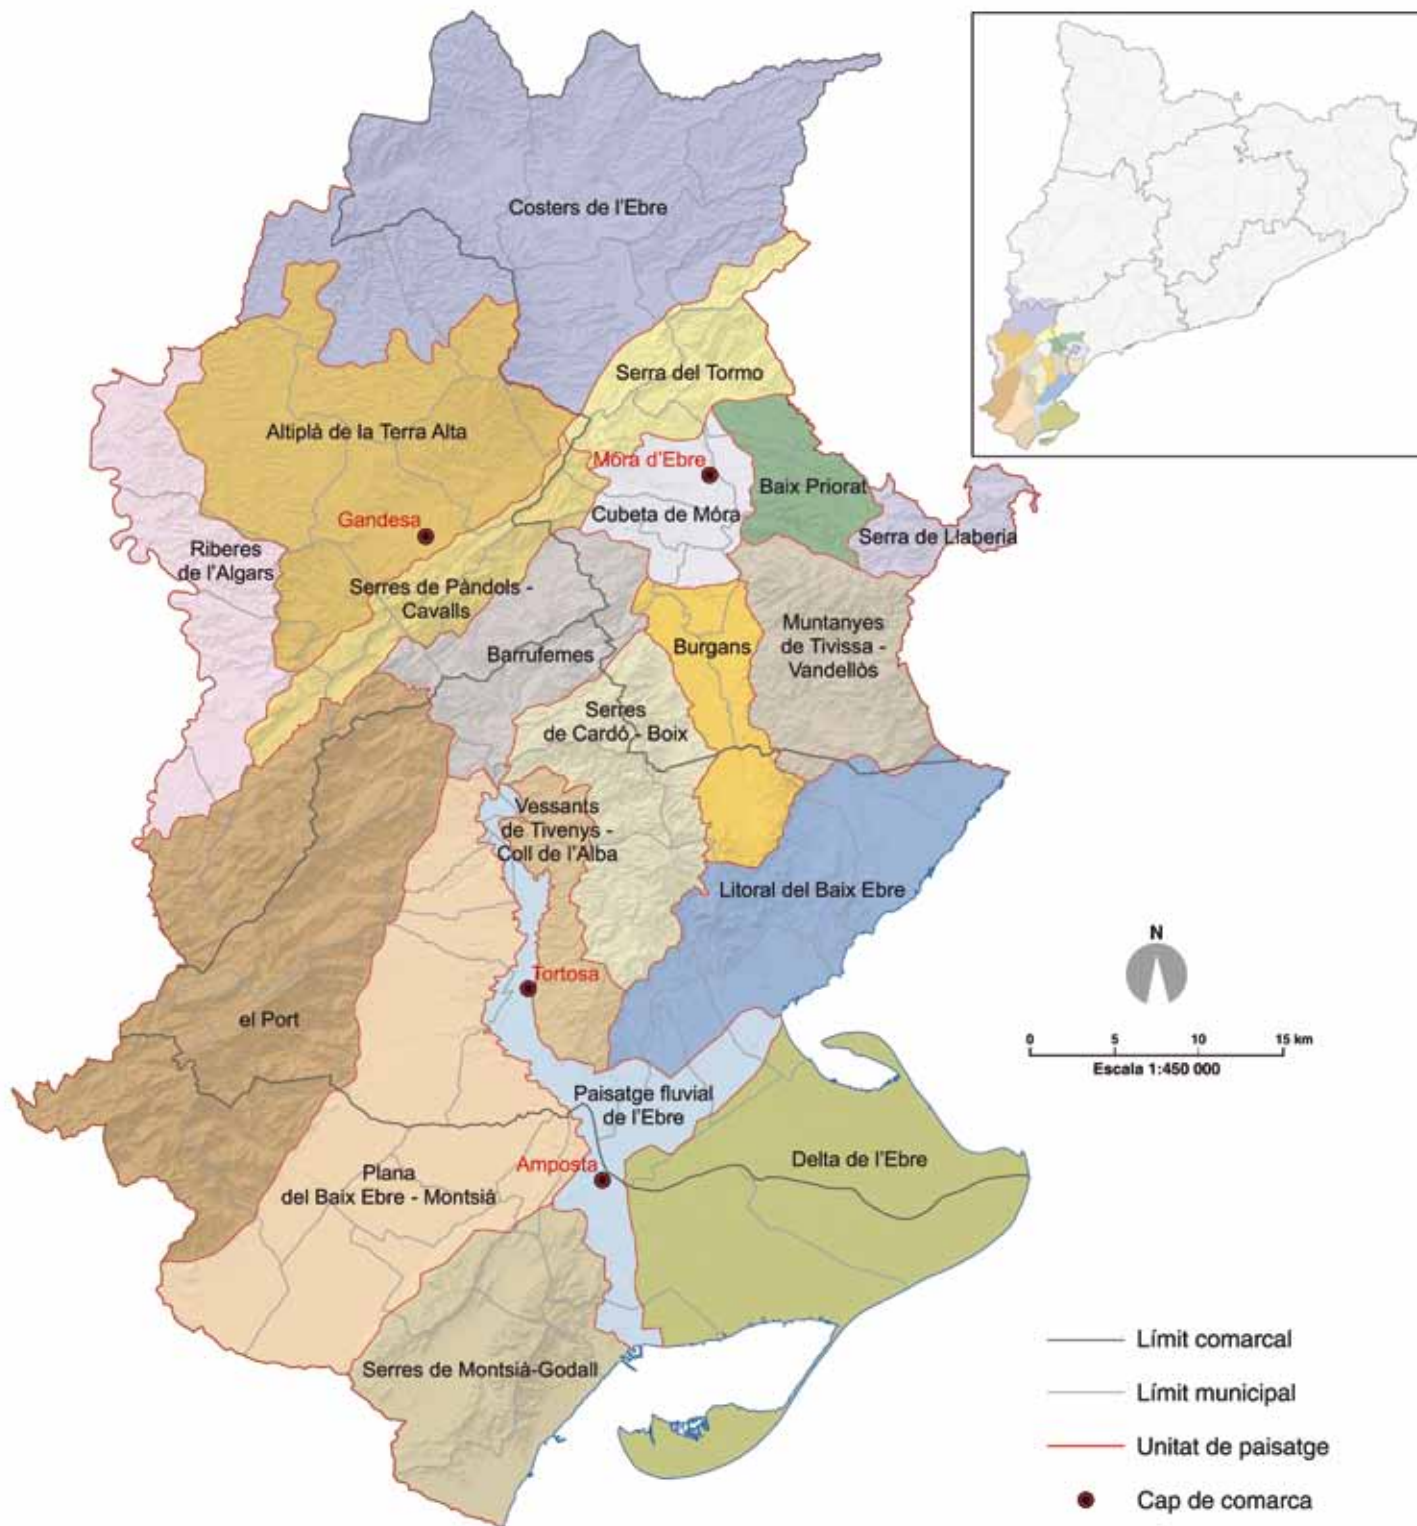 Costers de l'Ebre
Serra del Tormo
Altiplà de la Terra Alta
Móra d'Ebre
Baix Priorat
Cubeta de Móra
Gandesa
Serra de Llaberia
Riberes
de l'Algars
Serres de Pàndols -
Cavalls
Muntanyes
de Tivissa -
Vandellòs
Burgans
Barrufemes
Serres
de Cardó - Boix
Vessants
de Tivenys -
Coll de l'Alba
Litoral del Baix Ebre
Tortosa
el Port
Paisatge fluvial
de l'Ebre
Amposta
Delta de l'Ebre
Plana
del Baix Ebre - Montsià
Serres de Montsià-Godall
N
0 5 10 15 km
Escala 1:450 000
Límit comarcal
Límit municipal
Unitat de paisatge
Cap de comarca